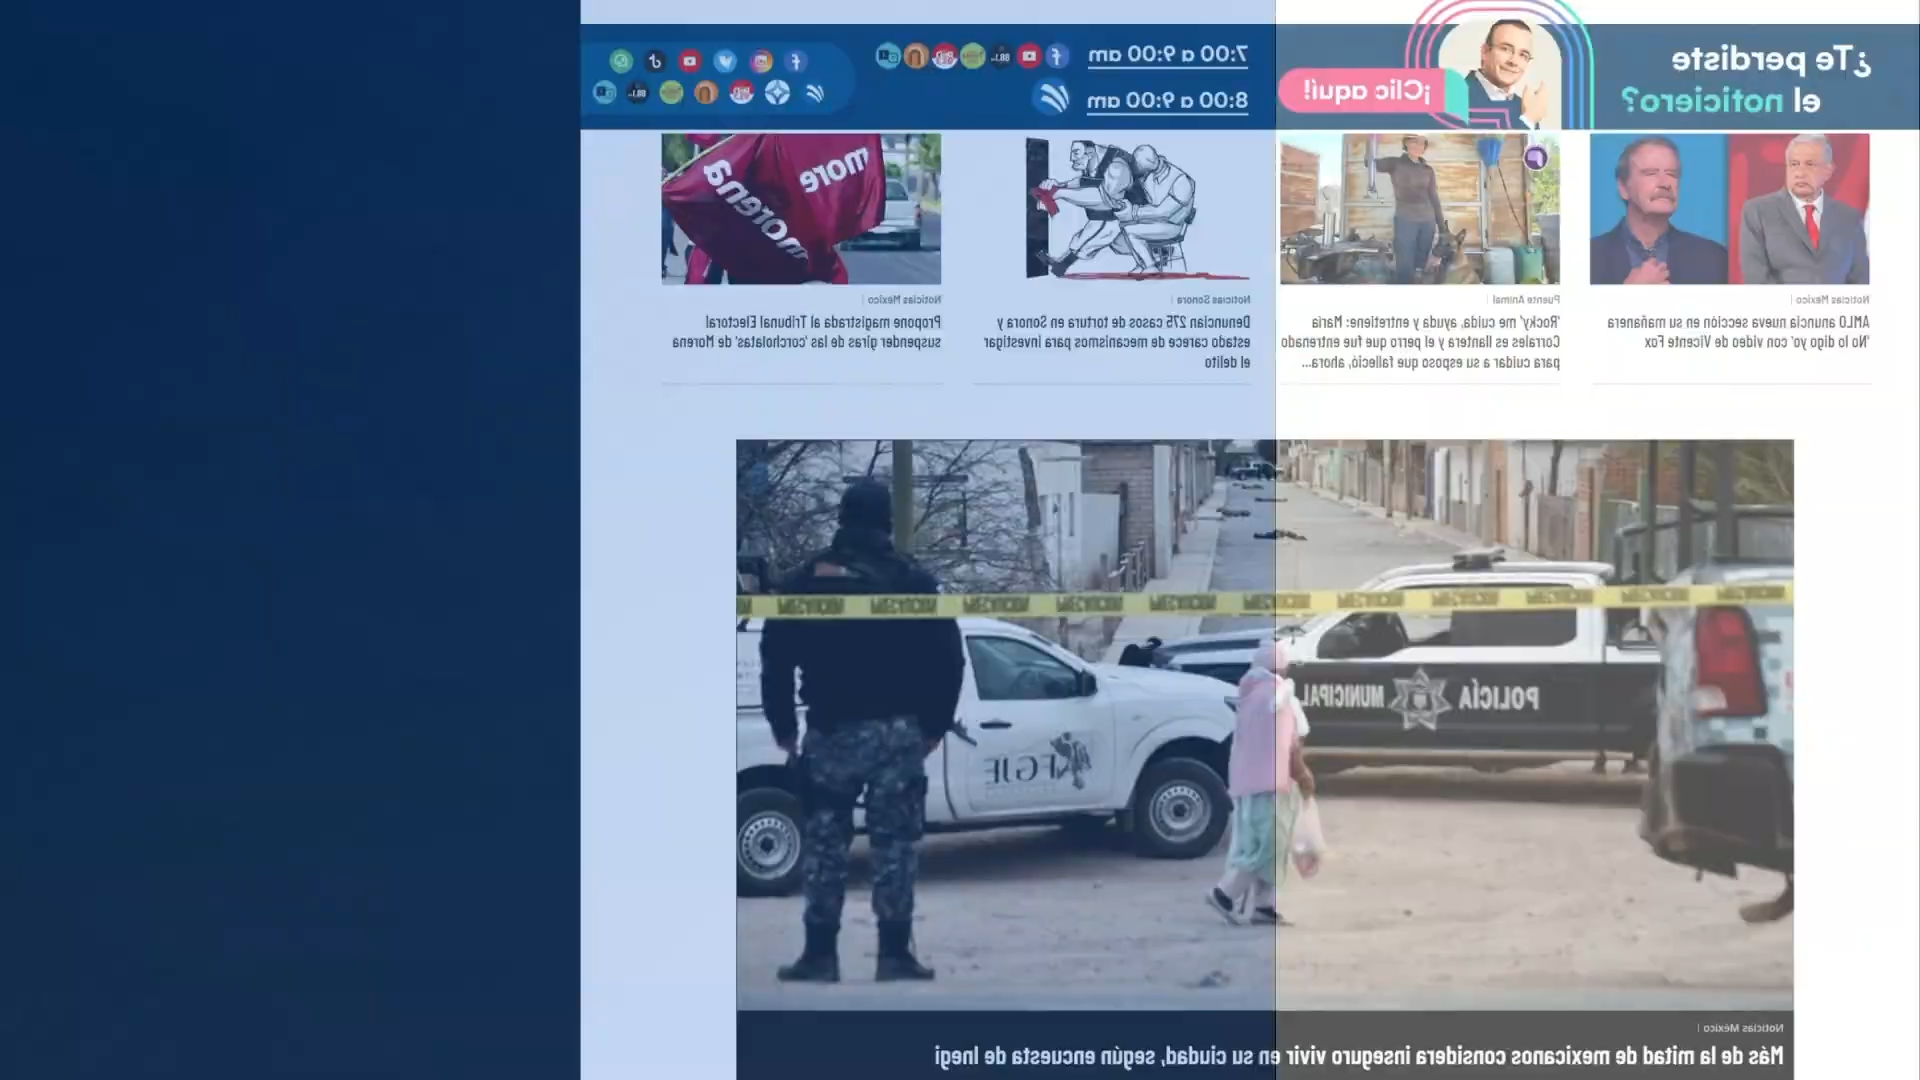 ¿Te perdiste
el noticiero?
¡Clic aquí!
7:00 a 9:00 am
8:00 a 9:00 am
Noticias México |
AMLO anuncia nueva sección en su mañanera
'No lo digo yo' con video de Vicente Fox
Puente Animal |
'Rocky' me cuida, ayuda y entretiene: María
Corrales es llantera y el perro que fue entrenado
para cuidar a su esposo que falleció, ahora...
Noticias Sonora |
Denuncian 275 casos de tortura en Sonora y
estado carece de mecanismos para investigar
el delito
more
morena
Noticias México |
Propone magistrada al Tribunal Electoral
suspender giras de las 'corcholatas' de Morena
POLICÍA MUNICIPAL
FGJE
Noticias México |
Más de la mitad de mexicanos considera inseguro vivir en su ciudad, según encuesta de Inegi